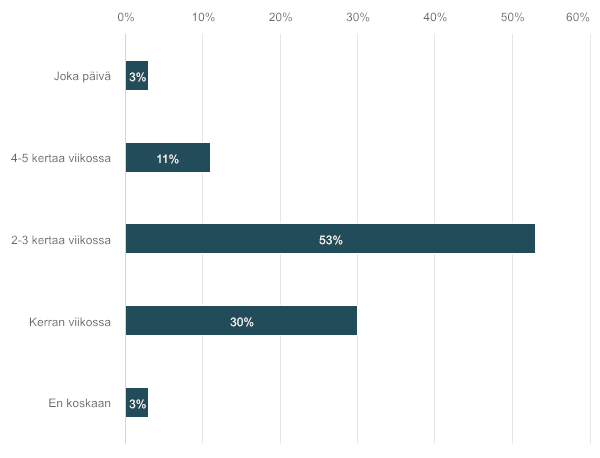 0% 10% 20% 30% 40% 50% 60%
Joka päivä 3%
4-5 kertaa viikossa 11%
2-3 kertaa viikossa 53%
Kerran viikossa 30%
En koskaan 3%